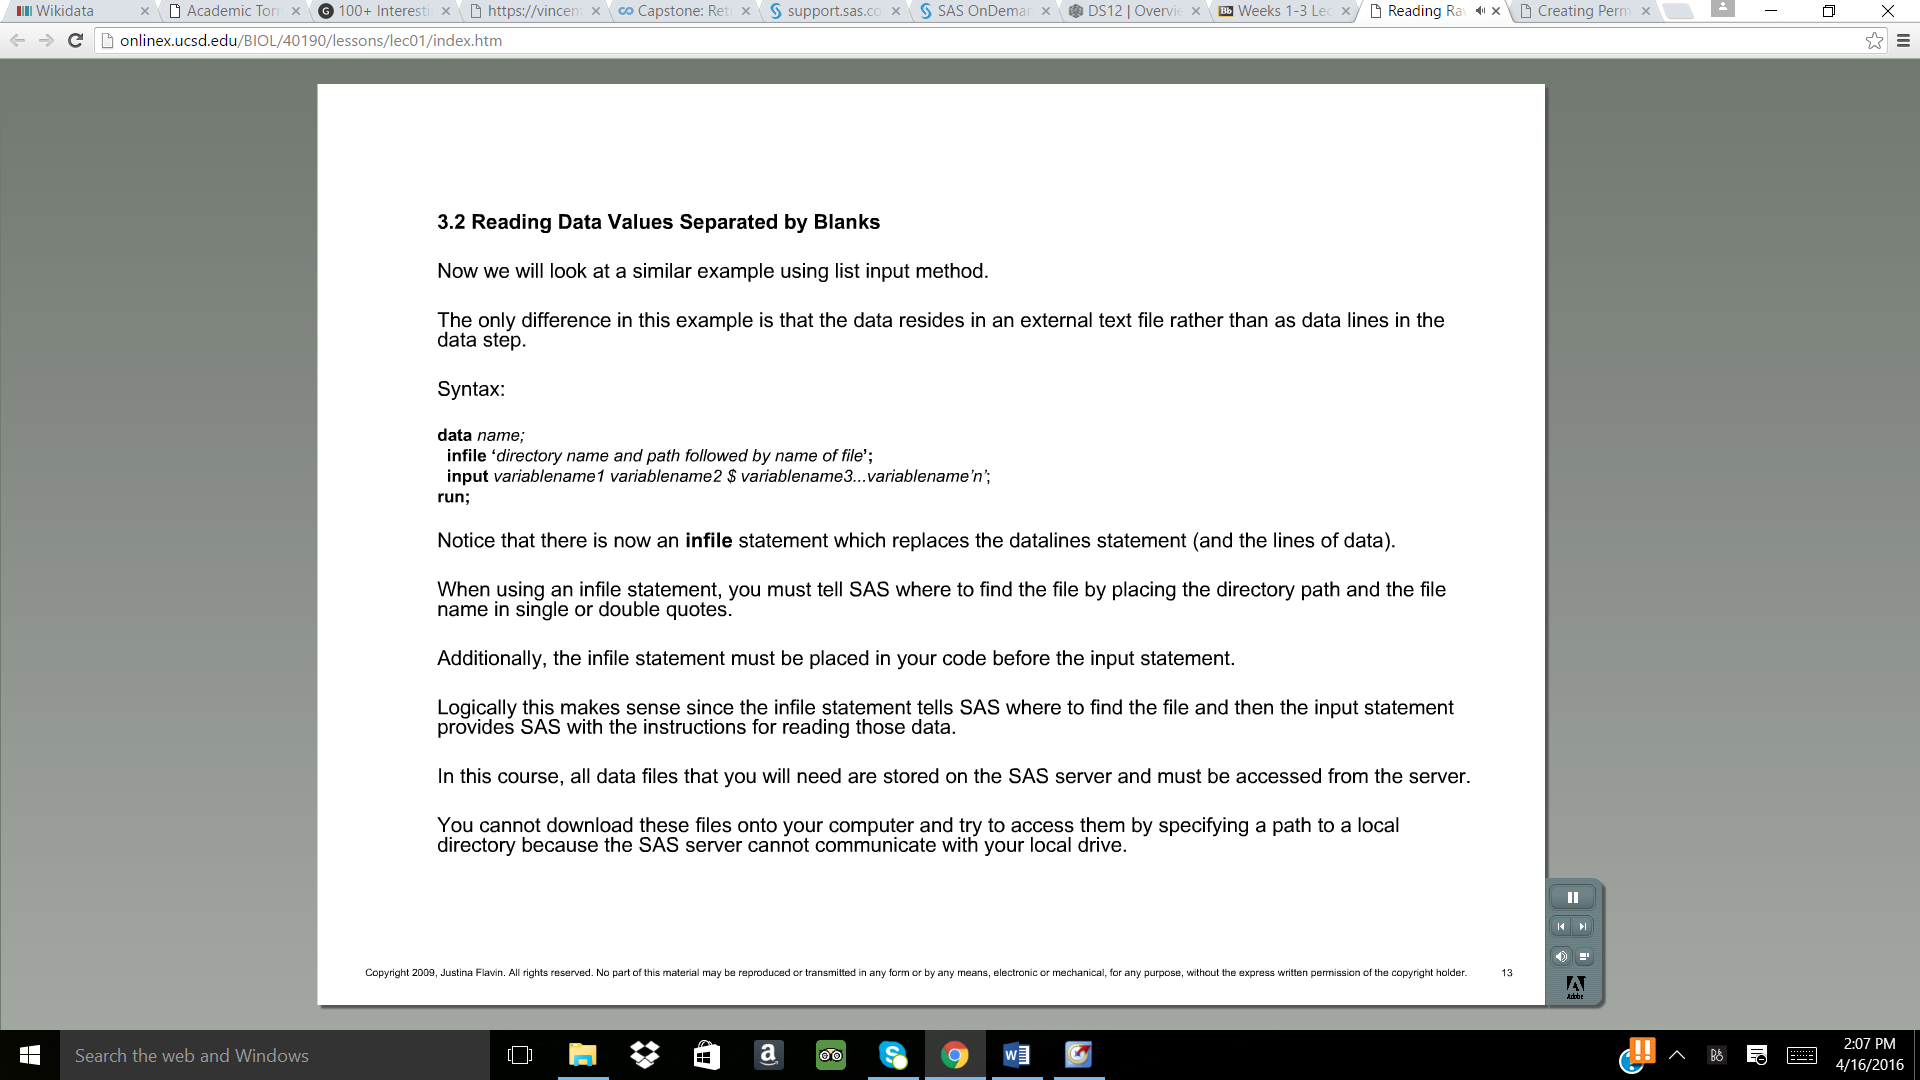 Wikidata
Academic Torr
100+ Interesti
https://vincen
Capstone: Ret
support.sas.co
SAS OnDeman
DS12 | Overvie
Bb Weeks 1-3 Lec
Reading Ra
Creating Perm
onlinex.ucsd.edu/BIOL/40190/lessons/lec01/index.htm
3.2 Reading Data Values Separated by Blanks
Now we will look at a similar example using list input method.
The only difference in this example is that the data resides in an external text file rather than as data lines in the
data step.
Syntax:
data name;
infile ‘directory name and path followed by name of file’;
input variablename1 variablename2 $ variablename3...variablename’n’;
run;
Notice that there is now an infile statement which replaces the datalines statement (and the lines of data).
When using an infile statement, you must tell SAS where to find the file by placing the directory path and the file
name in single or double quotes.
Additionally, the infile statement must be placed in your code before the input statement.
Logically this makes sense since the infile statement tells SAS where to find the file and then the input statement
provides SAS with the instructions for reading those data.
In this course, all data files that you will need are stored on the SAS server and must be accessed from the server.
You cannot download these files onto your computer and try to access them by specifying a path to a local
directory because the SAS server cannot communicate with your local drive.
Copyright 2009, Justina Flavin. All rights reserved. No part of this material may be reproduced or transmitted in any form or by any means, electronic or mechanical, for any purpose, without the express written permission of the copyright holder. 13
Adobe
Search the web and Windows
2:07 PM
4/16/2016